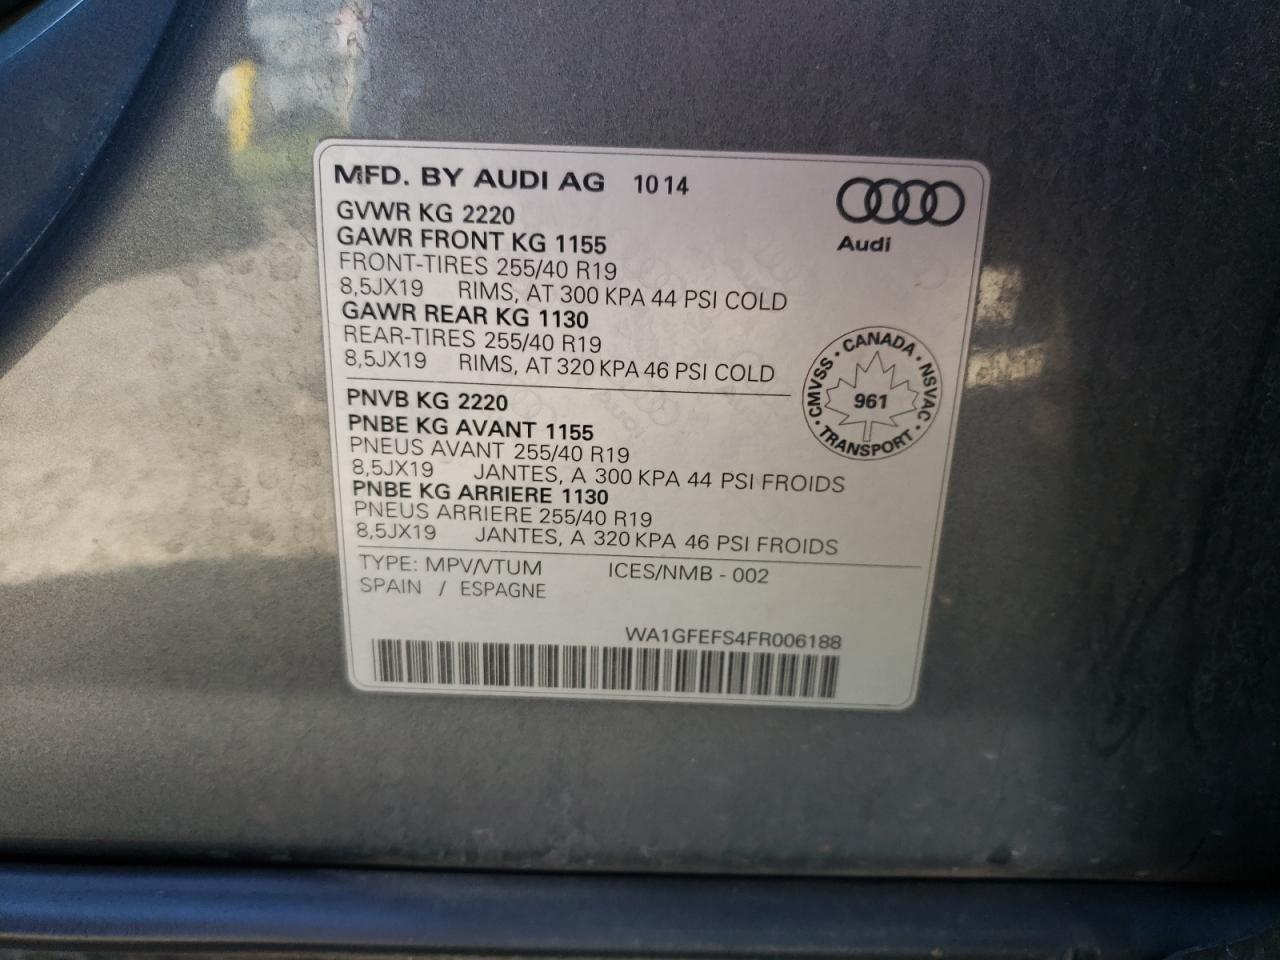 MFD. BY AUDI AG 10 14
Audi
GVWR KG 2220
GAWR FRONT KG 1155
FRONT-TIRES 255/40 R19
8,5JX19 RIMS, AT 300 KPA 44 PSI COLD
GAWR REAR KG 1130
REAR-TIRES 255/40 R19
8,5JX19 RIMS, AT 320 KPA 46 PSI COLD
CMVSS • CANADA • NSVAC • TRANSPORT •
961
PNVB KG 2220
PNBE KG AVANT 1155
PNEUS AVANT 255/40 R19
8,5JX19 JANTES, A 300 KPA 44 PSI FROIDS
PNBE KG ARRIERE 1130
PNEUS ARRIERE 255/40 R19
8,5JX19 JANTES, A 320 KPA 46 PSI FROIDS
TYPE: MPV/VTUM ICES/NMB - 002
SPAIN / ESPAGNE
WA1GFEFS4FR006188